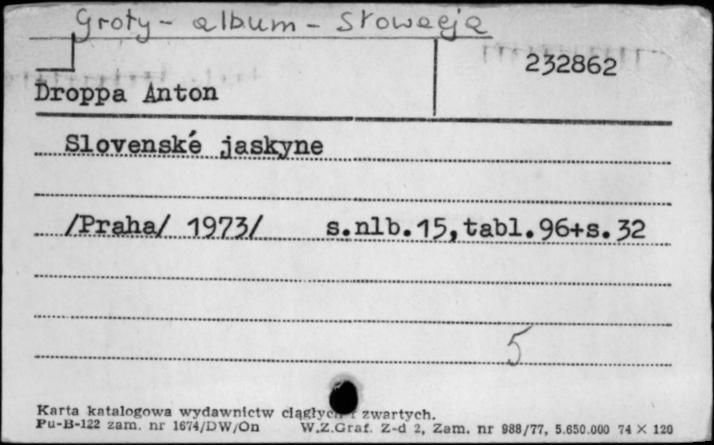 Groty - album - Słowacja
232862
Droppa Anton
Slovenské jaskyne
/Praha/ 1973/ s.nlb.15,tabl.96+s.32
5
Karta katalogowa wydawnictw ciągłych i zwartych.
Pu-B-122 zam. nr 1674/DW/On W.Z.Graf. Z-d 2, Zam. nr 988/77, 5.650.000 74 × 120